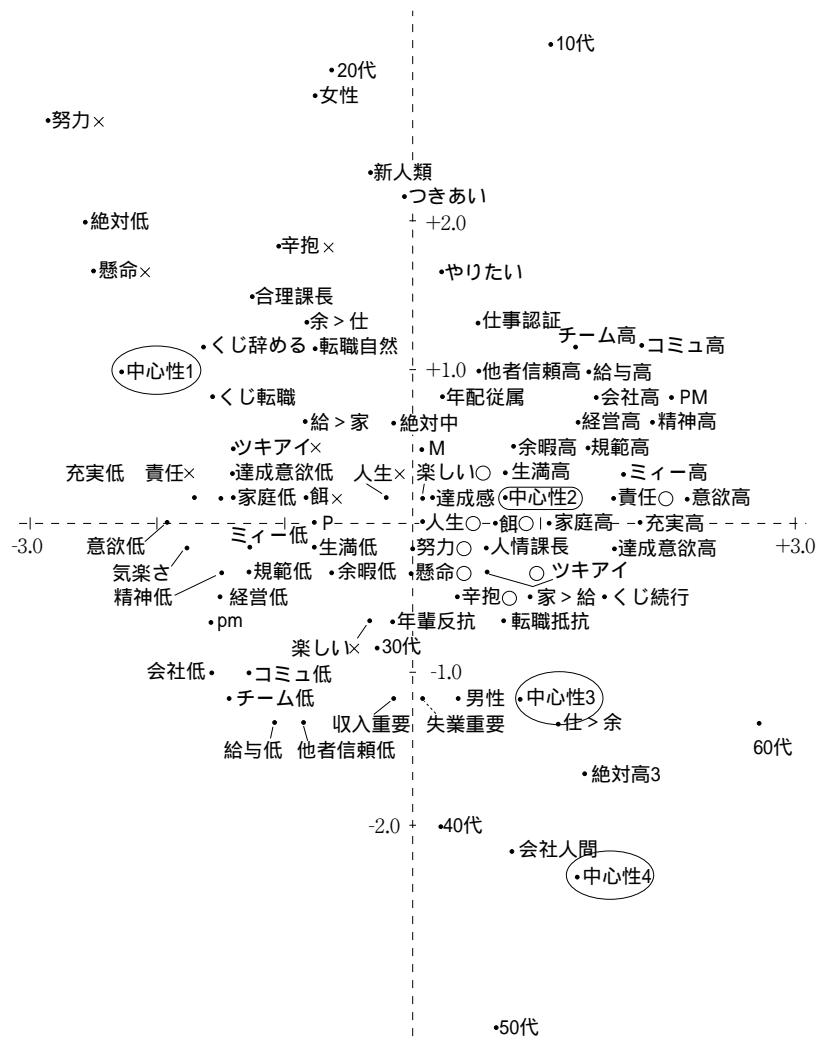 10代
20代
女性
努力×
新人類
つきあい
絶対低
+2.0
辛抱×
懸命×
やりたい
合理課長
余＞仕
仕事認証
チーム高
くじ辞める
転職自然
コミュ高
中心性1
+1.0
他者信頼高
給与高
くじ転職
年配従属
会社高
PM
給＞家
絶対中
経営高
精神高
ツキアイ×
M
余暇高
規範高
充実低
責任×
達成意欲低
人生×
楽しい○
生満高
ミィー高
家庭低
餌×
達成感
中心性2
責任○
意欲高
P
人生○
餌○
家庭高
充実高
-3.0
意欲低
ミィー低
生満低
努力○
人情課長
達成意欲高
+3.0
気楽さ
規範低
余暇低
懸命○
○ ツキアイ
精神低
経営低
辛抱○
家＞給
くじ続行
pm
年輩反抗
転職抵抗
楽しい×
30代
会社低
コミュ低
-1.0
チーム低
男性
中心性3
収入重要
失業重要
仕＞余
給与低
他者信頼低
60代
絶対高3
-2.0
40代
会社人間
中心性4
50代